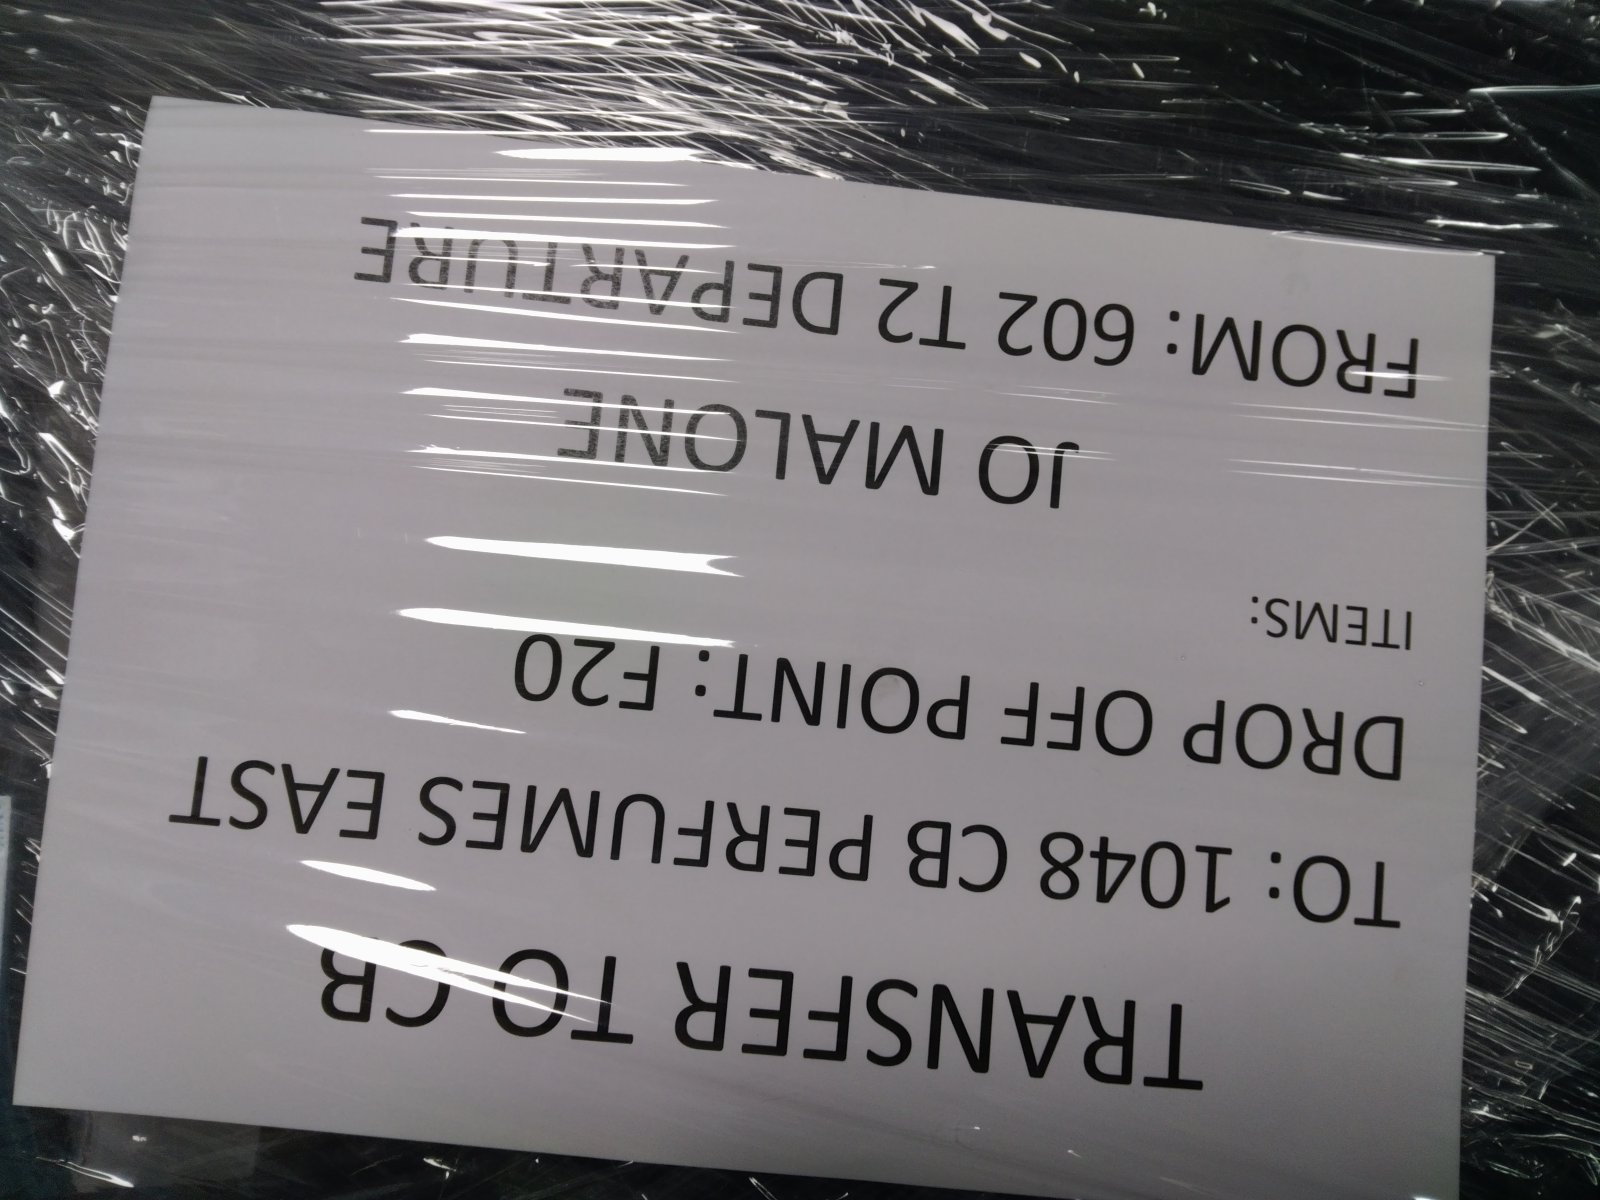 TRANSFER TO CB
TO: 1048 CB PERFUMES EAST
DROP OFF POINT: F20
ITEMS:
JO MALONE
FROM: 602 T2 DEPARTURE